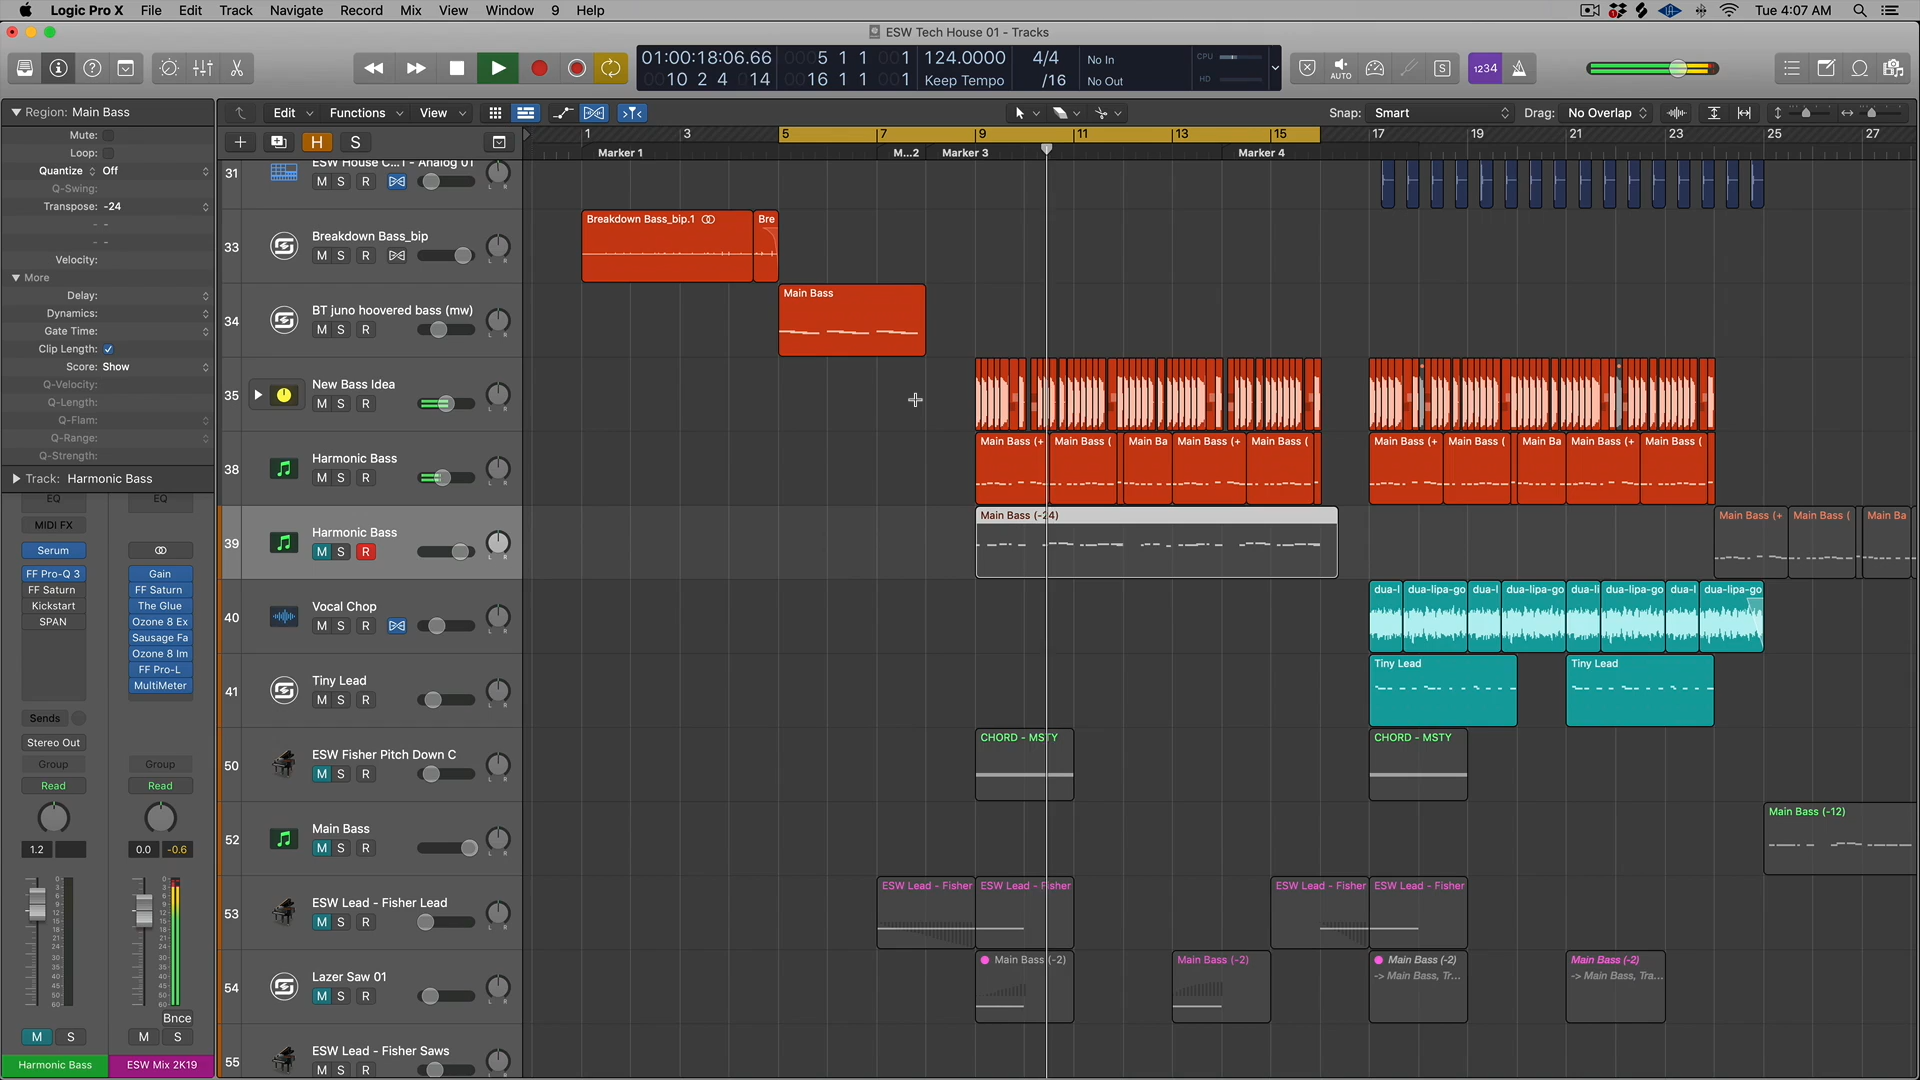 Logic Pro X File Edit Track Navigate Record Mix View Window 9 Help Tue 4:07 AM
ESW Tech House 01 - Tracks
01:00:18:06.66 0005 1 1 001 124.0000 4/4 No In CPU
0010 2 4 014 0016 1 1 001 Keep Tempo /16 No Out HD
AUTO S 1234
Region: Main Bass Edit Functions View Snap: Smart Drag: No Overlap
Mute:
Loop:
Quantize Off
Q-Swing:
Transpose: -24
Velocity:
More
Delay:
Dynamics:
Gate Time:
Clip Length:
Score: Show
Q-Velocity:
Q-Length:
Q-Flam:
Q-Range:
Q-Strength:
Track: Harmonic Bass
EQ EQ
MIDI FX
Serum
FF Pro-Q 3 Gain
FF Saturn FF Saturn
Kickstart The Glue
SPAN Ozone 8 Ex
Sausage Fa
Ozone 8 Im
FF Pro-L
MultiMeter
Sends
Stereo Out
Group Group
Read Read
1.2 0.0 -0.6
Bnce
M S M S
Harmonic Bass ESW Mix 2K19
H S 1 3 5 7 9 11 13 15 17 19 21 23 25 27
Marker 1 M...2 Marker 3 Marker 4
31 ESW House C...1 - Analog 01
M S R
33 Breakdown Bass_bip Breakdown Bass_bip.1 Bre
M S R
34 BT juno hoovered bass (mw) Main Bass
M S R
35 New Bass Idea
M S R
38 Harmonic Bass Main Bass (+ Main Bass ( Main Ba Main Bass (+ Main Bass ( Main Bass (+ Main Bass ( Main Ba Main Bass (+ Main Bass (
M S R
39 Harmonic Bass Main Bass (-24) Main Bass (+ Main Bass ( Main Ba
M S R
40 Vocal Chop dua-l dua-lipa-go dua-l dua-lipa-go dua-li dua-lipa-go dua-l dua-lipa-go
M S R
41 Tiny Lead Tiny Lead Tiny Lead
M S R
50 ESW Fisher Pitch Down C CHORD - MSTY CHORD - MSTY
M S R
52 Main Bass Main Bass (-12)
M S R
53 ESW Lead - Fisher Lead ESW Lead - Fisher ESW Lead - Fisher ESW Lead - Fisher ESW Lead - Fisher
M S R
54 Lazer Saw 01 Main Bass (-2) Main Bass (-2) Main Bass (-2) Main Bass (-2)
M S R -> Main Bass, Tr... -> Main Bass, Tra...
55 ESW Lead - Fisher Saws
M S R